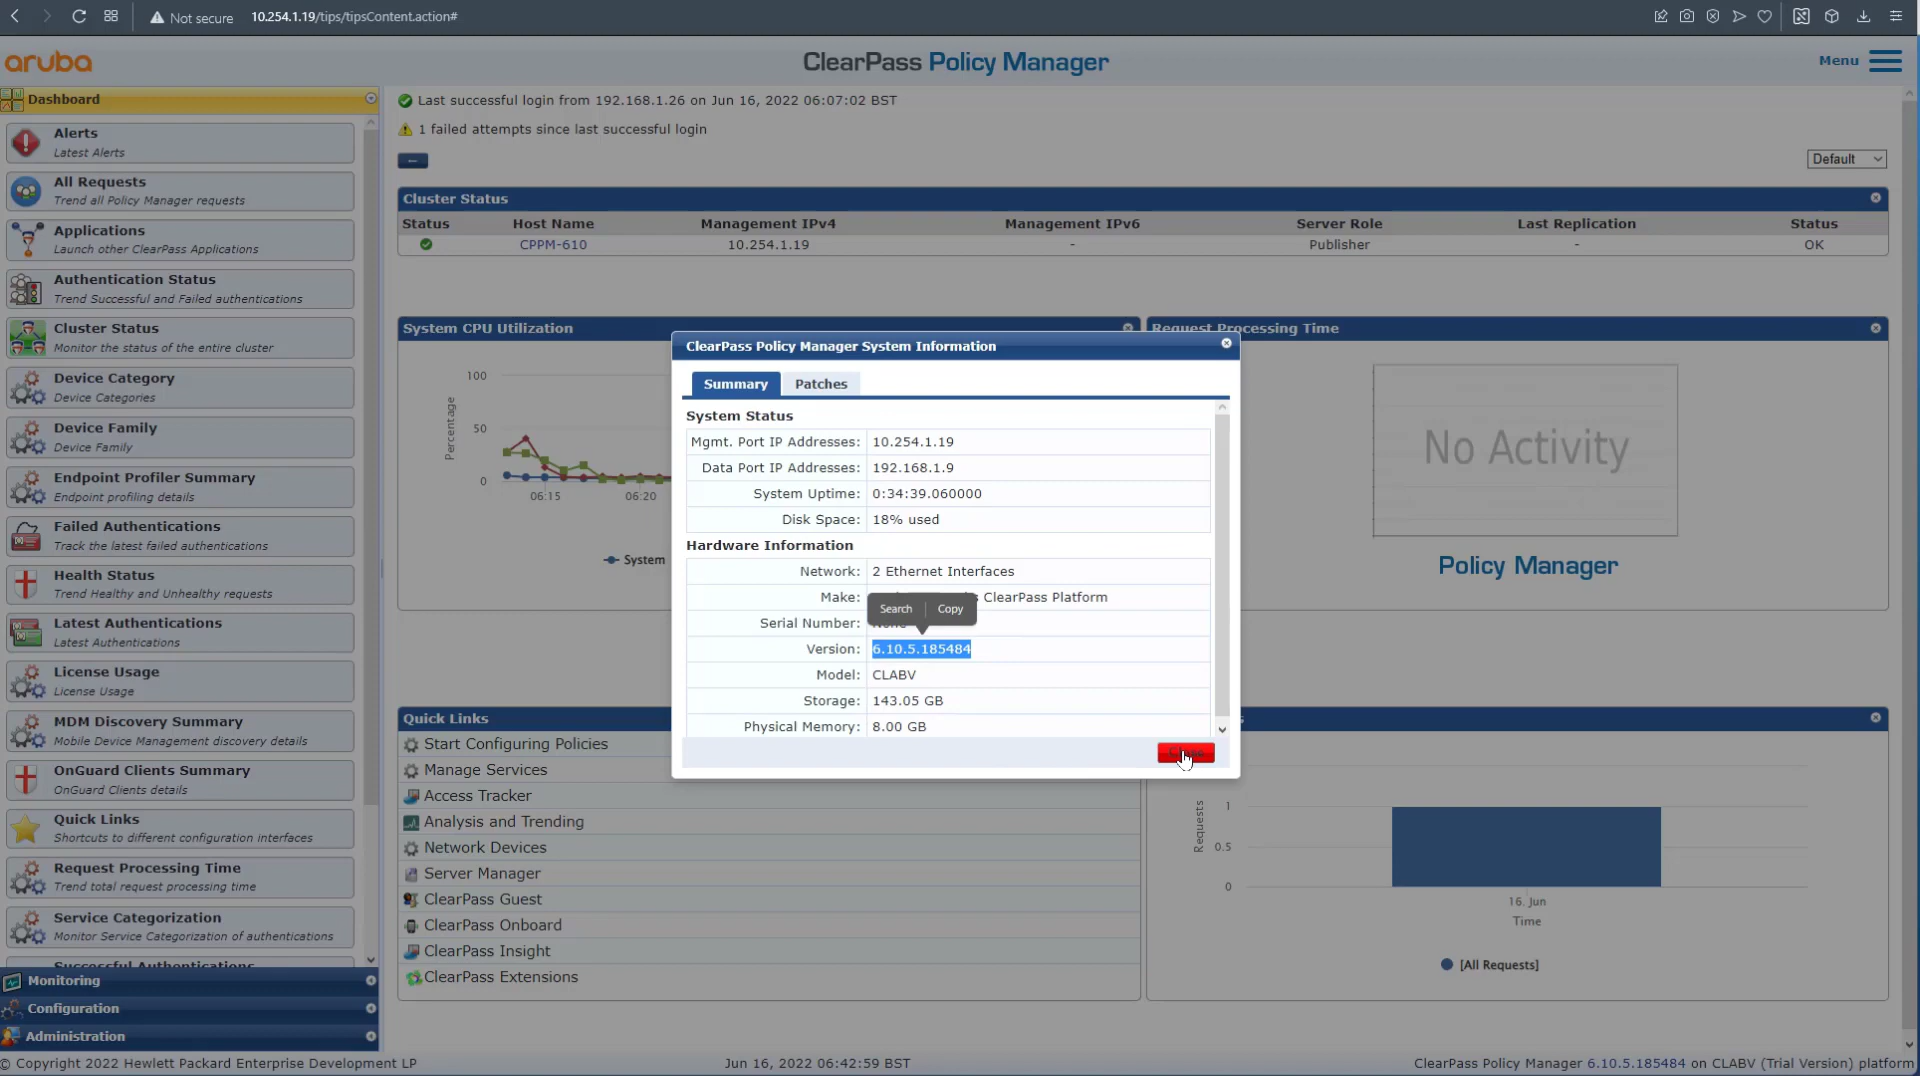 Not secure 10.254.1.19/tips/tipsContent.action#
aruba
ClearPass Policy Manager
Menu
Dashboard
Alerts
Latest Alerts
All Requests
Trend all Policy Manager requests
Applications
Launch other ClearPass Applications
Authentication Status
Trend Successful and Failed authentications
Cluster Status
Monitor the status of the entire cluster
Device Category
Device Categories
Device Family
Device Family
Endpoint Profiler Summary
Endpoint profiling details
Failed Authentications
Track the latest failed authentications
Health Status
Trend Healthy and Unhealthy requests
Latest Authentications
Latest Authentications
License Usage
License Usage
MDM Discovery Summary
Mobile Device Management discovery details
OnGuard Clients Summary
OnGuard Clients details
Quick Links
Shortcuts to different configuration interfaces
Request Processing Time
Trend total request processing time
Service Categorization
Monitor Service Categorization of authentications
Successful Authentications
Monitoring
Configuration
Administration
Last successful login from 192.168.1.26 on Jun 16, 2022 06:07:02 BST
1 failed attempts since last successful login
Default
Cluster Status
Status Host Name Management IPv4 Management IPv6 Server Role Last Replication Status
CPPM-610 10.254.1.19 - Publisher - OK
System CPU Utilization
Percentage
100
50
0
06:15 06:20
System
Request Processing Time
No Activity
Policy Manager
ClearPass Policy Manager System Information
Summary Patches
System Status
Mgmt. Port IP Addresses: 10.254.1.19
Data Port IP Addresses: 192.168.1.9
System Uptime: 0:34:39.060000
Disk Space: 18% used
Hardware Information
Network: 2 Ethernet Interfaces
Make: ClearPass Platform
Search Copy
Serial Number:
Version: 6.10.5.185484
Model: CLABV
Storage: 143.05 GB
Physical Memory: 8.00 GB
Close
Quick Links
Start Configuring Policies
Manage Services
Access Tracker
Analysis and Trending
Network Devices
Server Manager
ClearPass Guest
ClearPass Onboard
ClearPass Insight
ClearPass Extensions
Requests
1
0.5
0
16. Jun
Time
[All Requests]
© Copyright 2022 Hewlett Packard Enterprise Development LP
Jun 16, 2022 06:42:59 BST
ClearPass Policy Manager 6.10.5.185484 on CLABV (Trial Version) platform